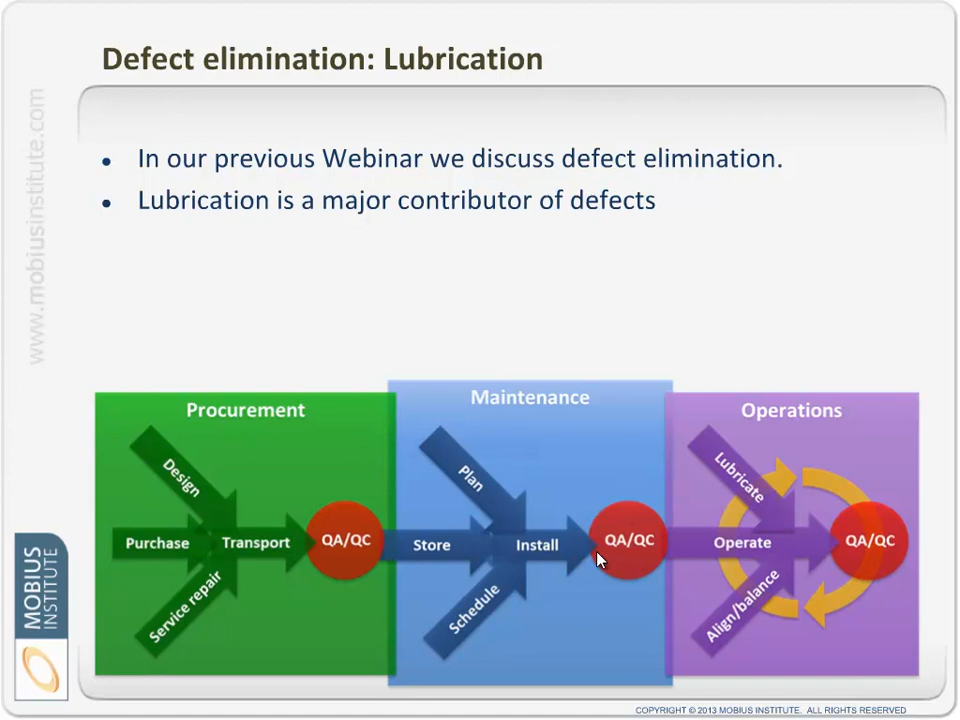 Defect elimination: Lubrication
www.mobiusinstitute.com
In our previous Webinar we discuss defect elimination.
Lubrication is a major contributor of defects
Procurement
Design
Purchase
Transport
Service repair
QA/QC
Maintenance
Plan
Store
Install
Schedule
QA/QC
Operations
Lubricate
Operate
Align/balance
QA/QC
MOBIUS
INSTITUTE
COPYRIGHT © 2013 MOBIUS INSTITUTE. ALL RIGHTS RESERVED